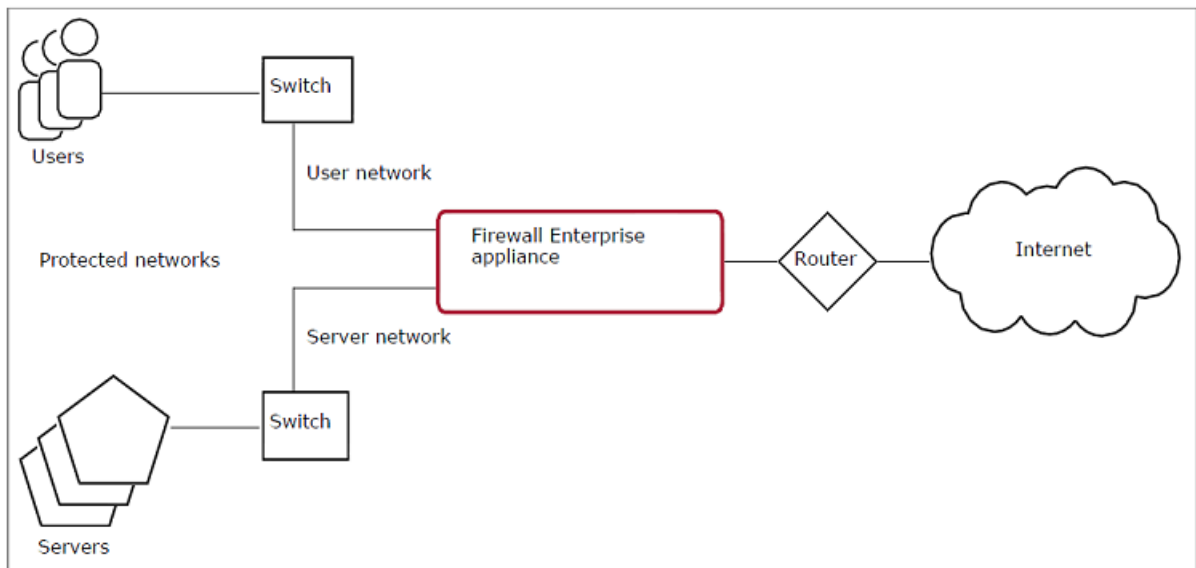 Switch
Users
User network
Firewall Enterprise
appliance
Protected networks
Router
Internet
Server network
Switch
Servers